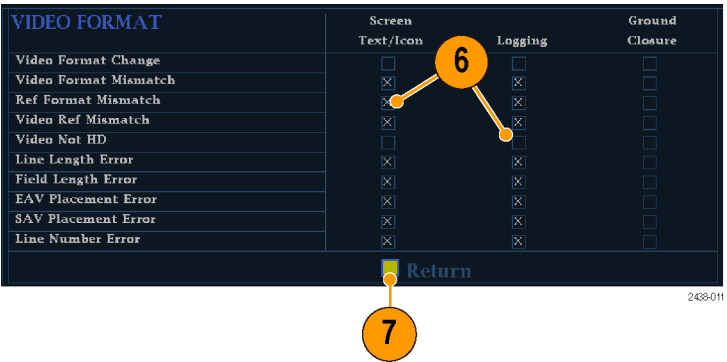 VIDEO FORMAT
Screen Text/Icon
Logging
Ground Closure
Video Format Change
Video Format Mismatch
Ref Format Mismatch
Video Ref Mismatch
Video Not HD
Line Length Error
Field Length Error
EAV Placement Error
SAV Placement Error
Line Number Error
6
Return
7
2438-011